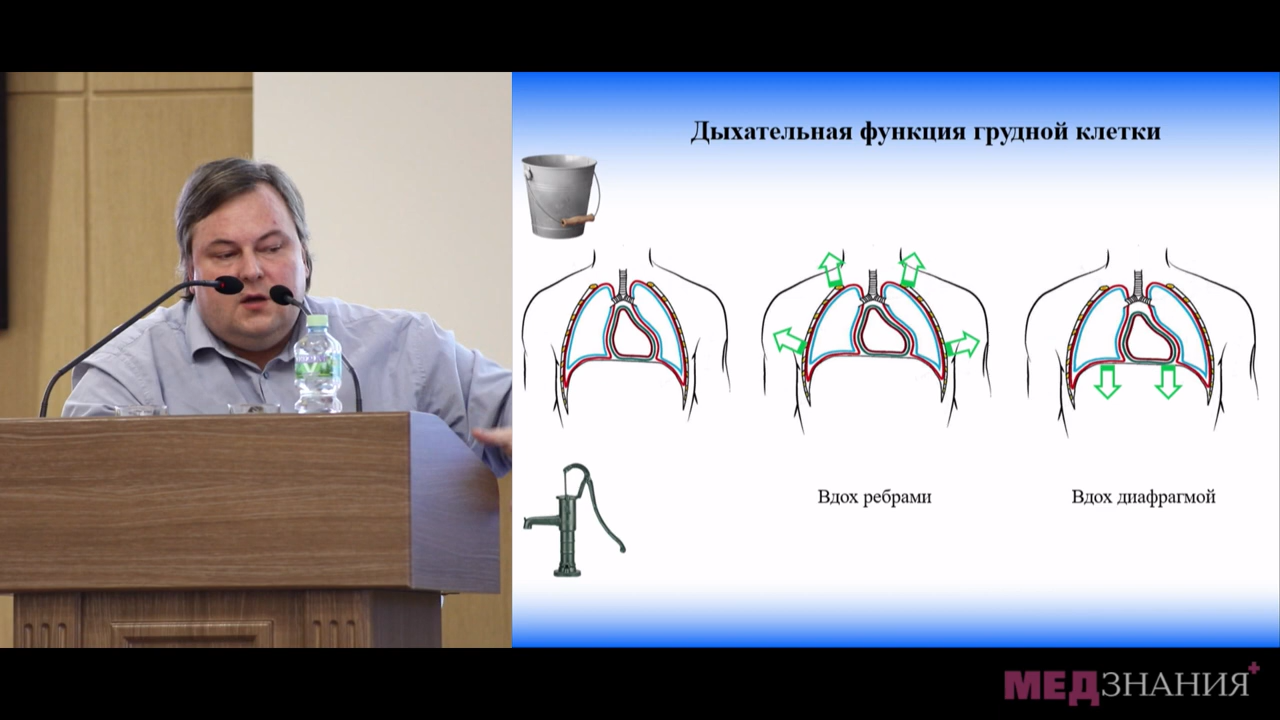 Дыхательная функция грудной клетки
Вдох ребрами
Вдох диафрагмой
МЕДЗНАНИЯ+